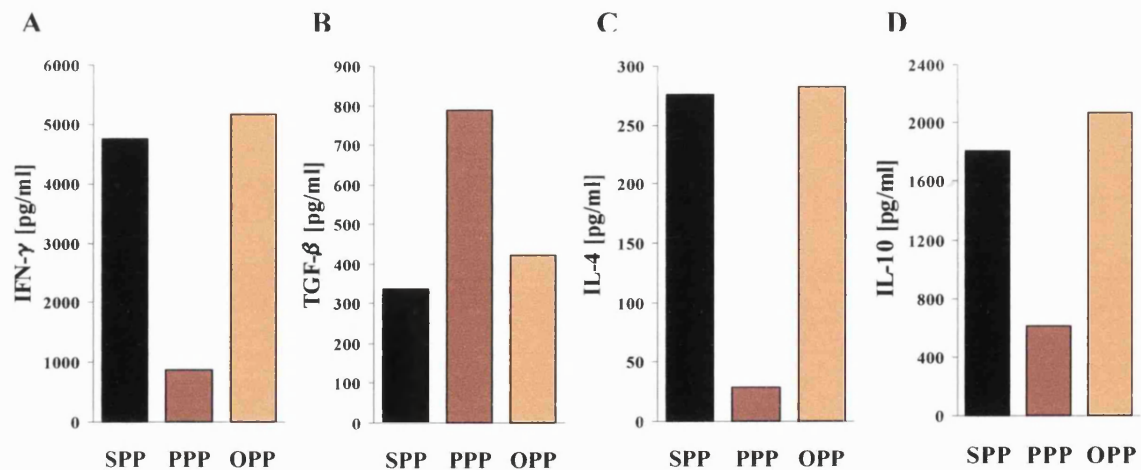 A
IFN-γ [pg/ml]
6000
5000
4000
3000
2000
1000
0
SPP PPP OPP
B
TGF-β [pg/ml]
900
800
700
600
500
400
300
200
100
0
SPP PPP OPP
C
IL-4 [pg/ml]
300
250
200
150
100
50
0
SPP PPP OPP
D
IL-10 [pg/ml]
2400
2000
1600
1200
800
400
0
SPP PPP OPP